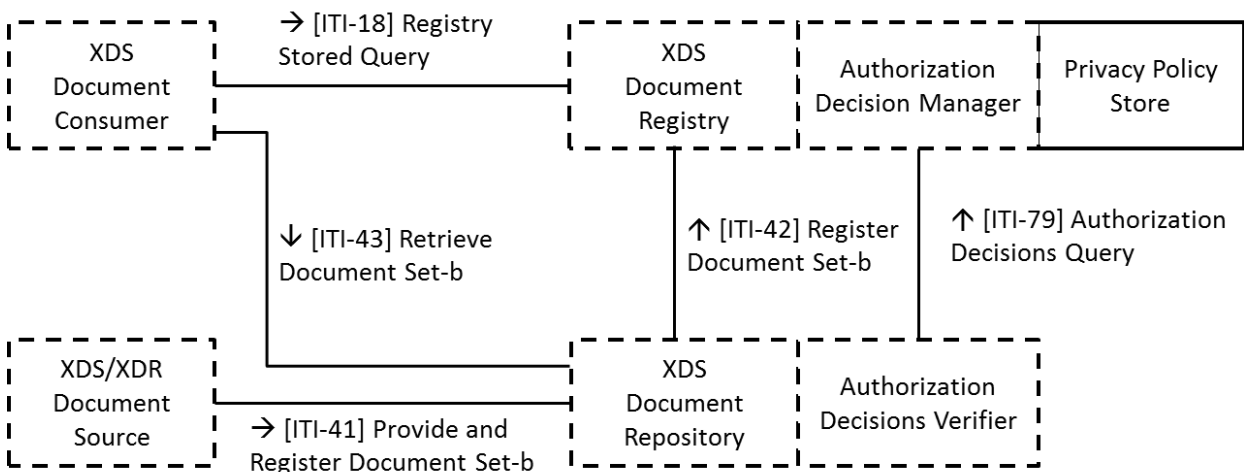 XDS
Document
Consumer
→ [ITI-18] Registry
Stored Query
XDS
Document
Registry
Authorization
Decision Manager
Privacy Policy
Store
↓ [ITI-43] Retrieve
Document Set-b
↑ [ITI-42] Register
Document Set-b
↑ [ITI-79] Authorization
Decisions Query
XDS/XDR
Document
Source
→ [ITI-41] Provide and
Register Document Set-b
XDS
Document
Repository
Authorization
Decisions Verifier